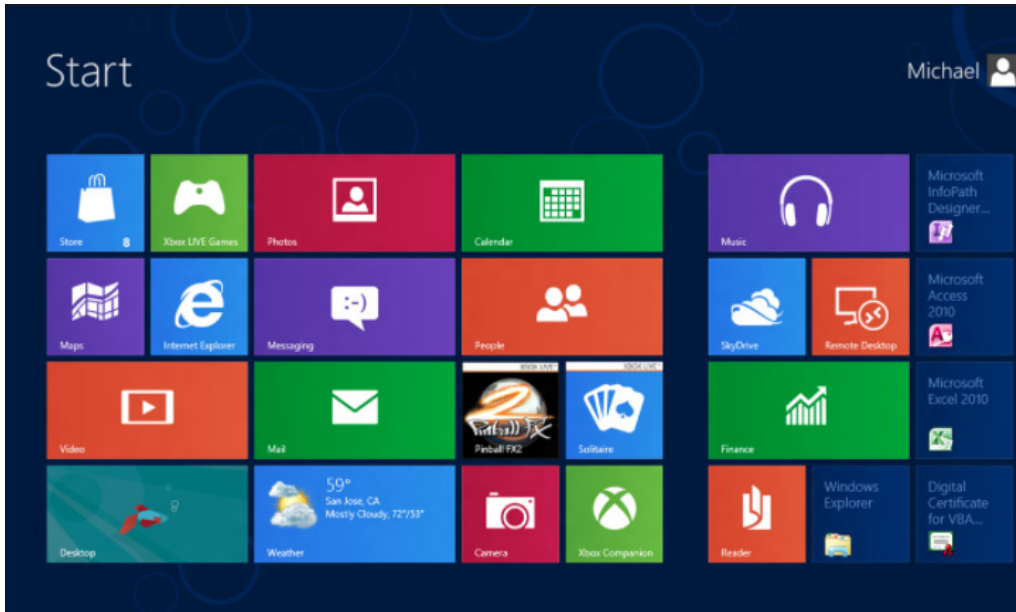 Start
Michael
Store 8
Xbox LIVE Games
Photos
Calendar
Maps
Internet Explorer
:-)
Messaging
People
Video
Mail
XBOX LIVE
2
Pinball FX
Pinball FX2
XBOX LIVE
Solitaire
Desktop
59°
San Jose, CA
Mostly Cloudy, 72°/53°
Weather
Camera
Xbox Companion
Music
Microsoft
InfoPath
Designer...
SkyDrive
Remote Desktop
Microsoft
Access
2010
Finance
Microsoft
Excel 2010
Reader
Windows
Explorer
Digital
Certificate
for VBA...